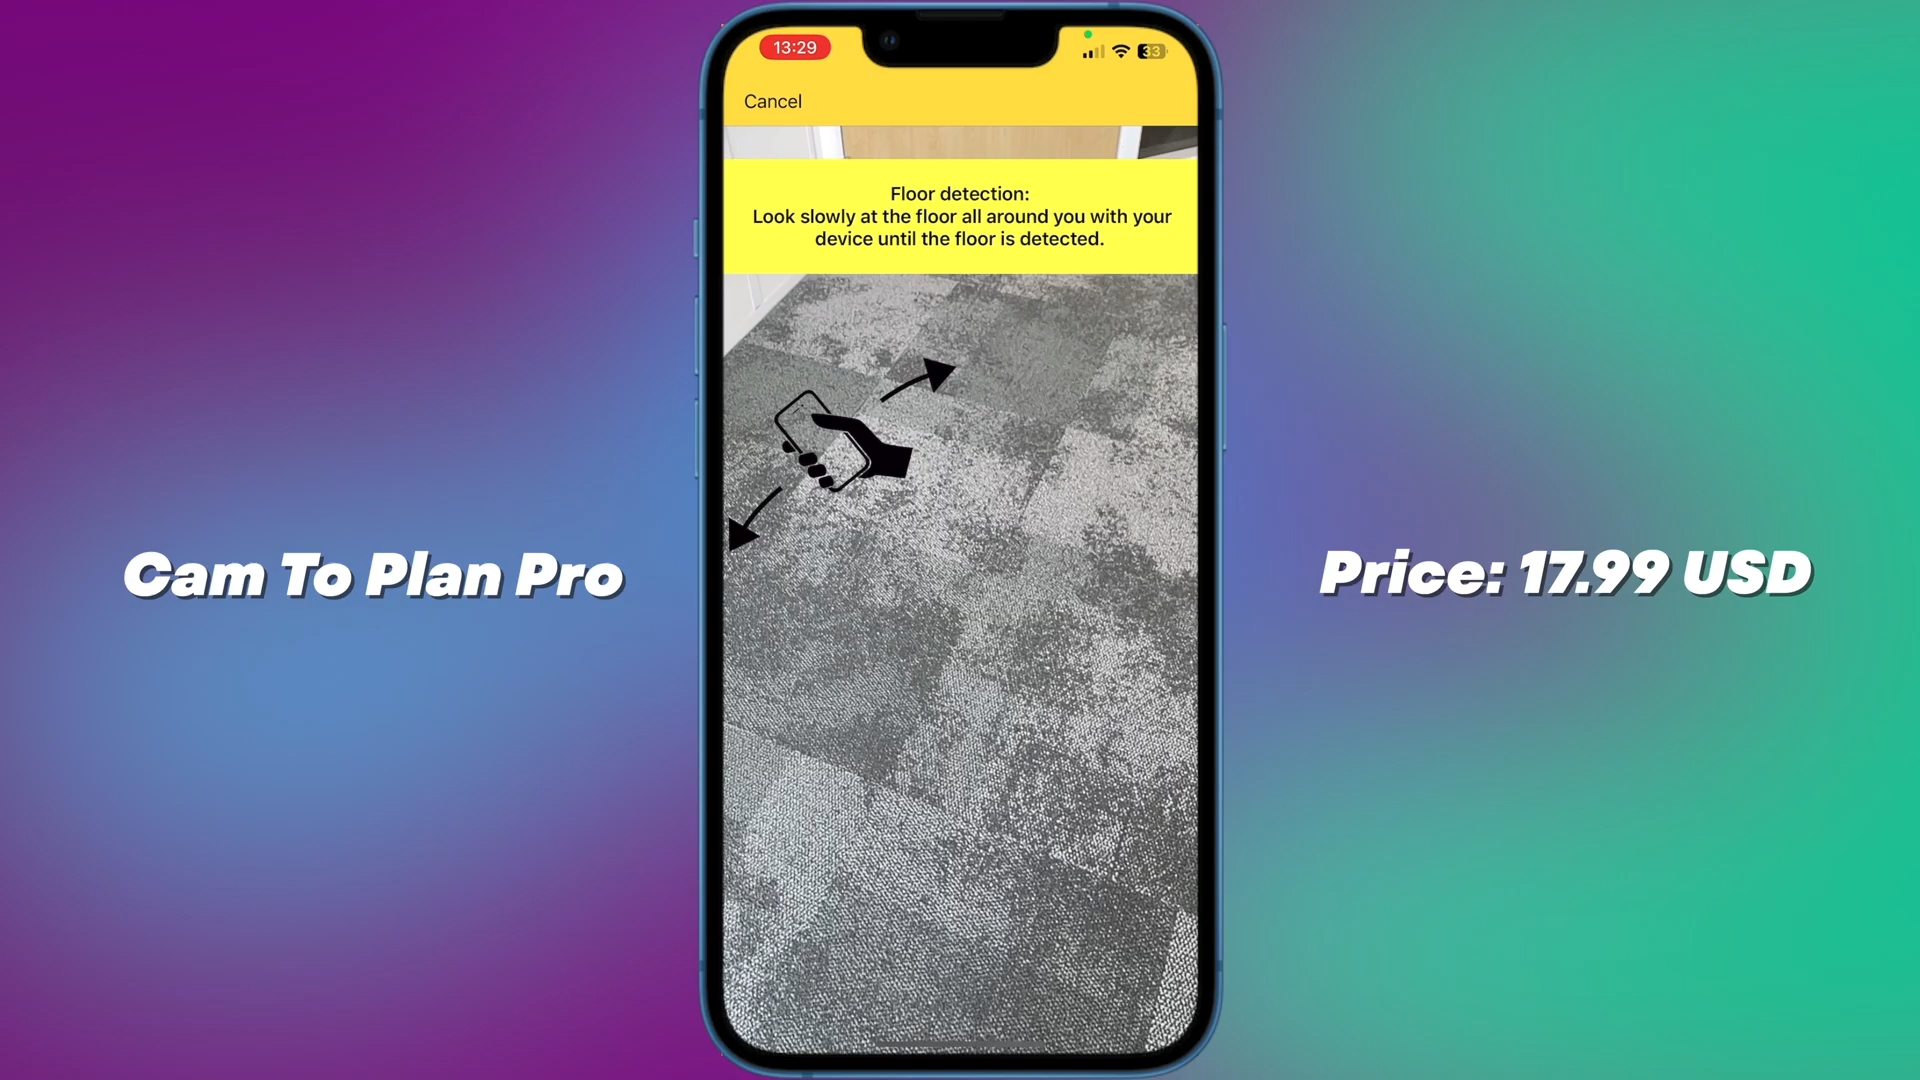 13:29
33
Cancel
Floor detection:
Look slowly at the floor all around you with your
device until the floor is detected.
Cam To Plan Pro
Price: 17.99 USD